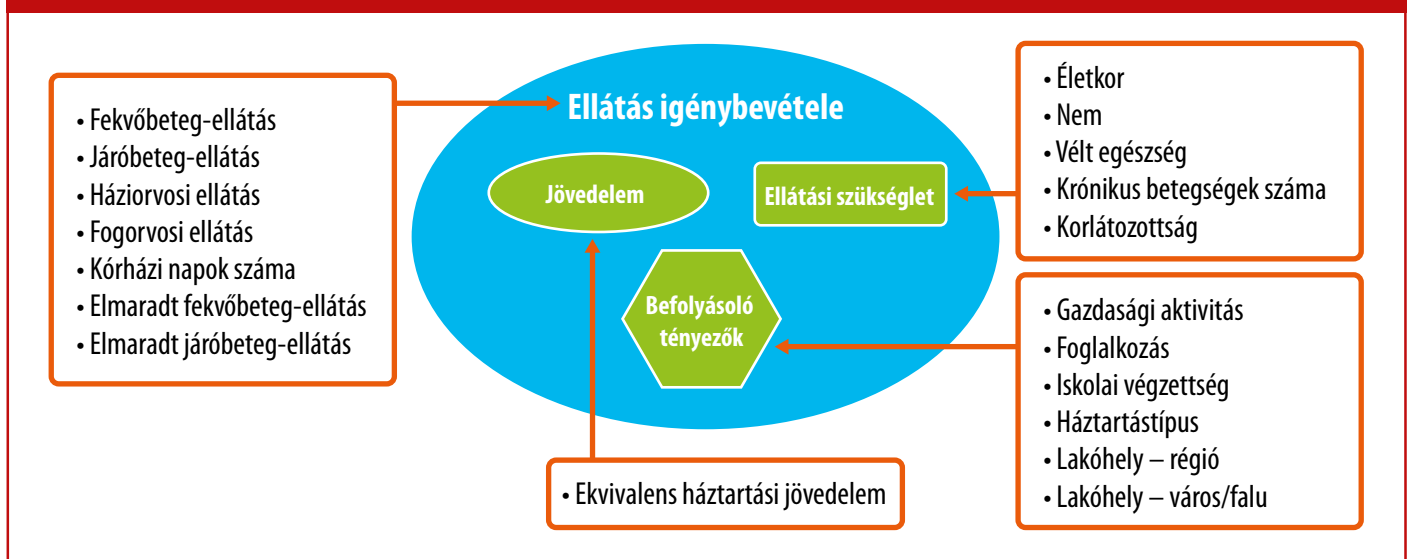 • Fekvőbeteg-ellátás
• Járóbeteg-ellátás
• Háziorvosi ellátás
• Fogorvosi ellátás
• Kórházi napok száma
• Elmaradt fekvőbeteg-ellátás
• Elmaradt járóbeteg-ellátás
Ellátás igénybevétele
Jövedelem
Ellátási szükséglet
Befolyásoló
tényezők
• Életkor
• Nem
• Vélt egészség
• Krónikus betegségek száma
• Korlátozottság
• Gazdasági aktivitás
• Foglalkozás
• Iskolai végzettség
• Háztartástípus
• Lakóhely – régió
• Lakóhely – város/falu
• Ekvivalens háztartási jövedelem